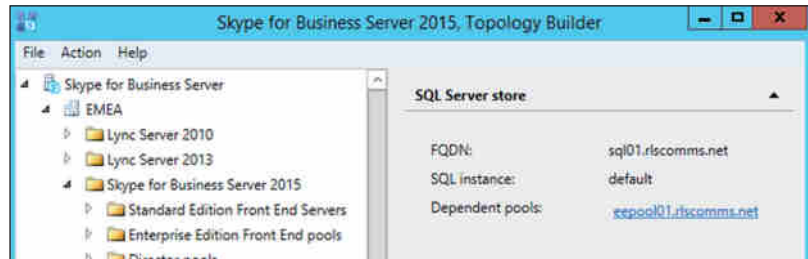 Skype for Business Server 2015, Topology Builder
File Action Help
Skype for Business Server
EMEA
Lync Server 2010
Lync Server 2013
Skype for Business Server 2015
Standard Edition Front End Servers
Enterprise Edition Front End pools
Director pools
SQL Server store
FQDN: sql01.rlscomms.net
SQL instance: default
Dependent pools: eepool01.rlscomms.net